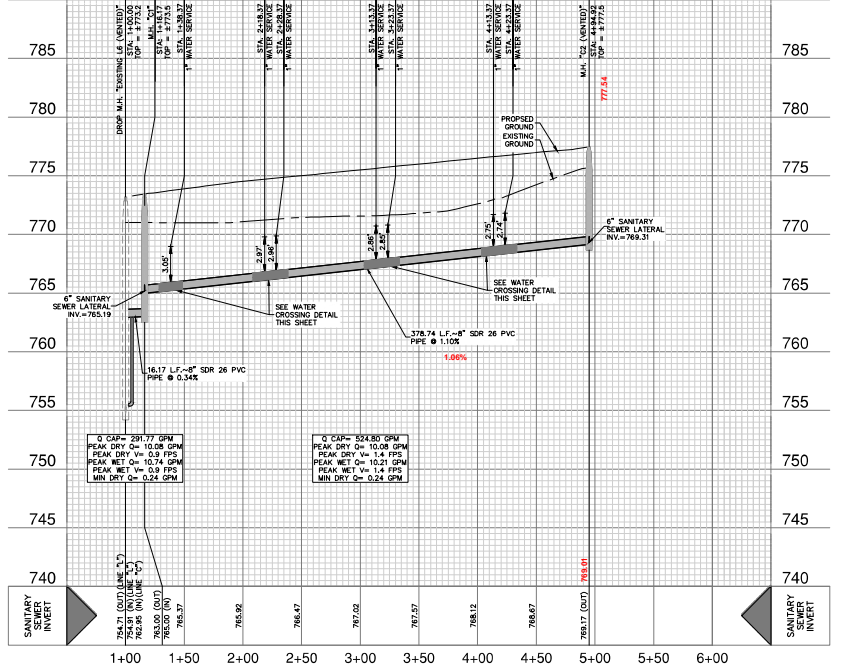 DROP M.H. "EXISTING L6 (VENTED)"
STA: 1+00.00
TOP = ±773.2
M.H. "C1"
STA: 1+16.17
TOP = ±773.5
STA. 1+38.37
1" WATER SERVICE
STA. 2+18.37
1" WATER SERVICE
STA. 2+28.37
1" WATER SERVICE
STA. 3+13.37
1" WATER SERVICE
STA. 3+23.37
1" WATER SERVICE
STA. 4+13.37
1" WATER SERVICE
STA. 4+23.37
1" WATER SERVICE
M.H. "C2 (VENTED)"
STA: 4+94.92
TOP = ±777.5
777.54
785
785
780
780
775
775
770
770
765
765
760
760
755
755
750
750
745
745
740
740
PROPSED
GROUND
EXISTING
GROUND
3.05'
2.97'
2.96'
2.86'
2.85'
2.75'
2.74'
6" SANITARY
SEWER LATERAL
INV.=769.31
6" SANITARY
SEWER LATERAL
INV.=765.19
SEE WATER
CROSSING DETAIL
THIS SHEET
SEE WATER
CROSSING DETAIL
THIS SHEET
378.74 L.F.~8" SDR 26 PVC
PIPE @ 1.10%
1.06%
16.17 L.F.~8" SDR 26 PVC
PIPE @ 0.34%
Q CAP= 291.77 GPM
PEAK DRY Q= 10.08 GPM
PEAK DRY V= 0.9 FPS
PEAK WET Q= 10.74 GPM
PEAK WET V= 0.9 FPS
MIN DRY Q= 0.24 GPM
Q CAP= 524.80 GPM
PEAK DRY Q= 10.08 GPM
PEAK DRY V= 1.4 FPS
PEAK WET Q= 10.21 GPM
PEAK WET V= 1.4 FPS
MIN DRY Q= 0.24 GPM
SANITARY
SEWER
INVERT
754.71 (OUT)(LINE "L")
754.91 (IN)(LINE "L")
762.95 (IN)(LINE "C")
763.00 (OUT)
765.00 (IN)
765.37
765.92
766.47
767.02
767.57
768.12
768.67
769.17 (OUT)
769.01
SANITARY
SEWER
INVERT
1+00
1+50
2+00
2+50
3+00
3+50
4+00
4+50
5+00
5+50
6+00